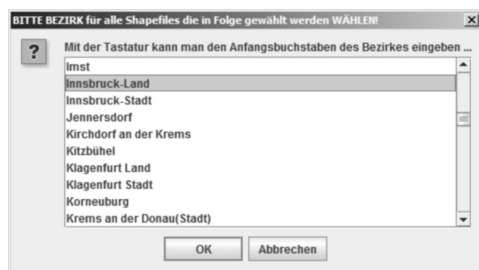 BITTE BEZIRK für alle Shapefiles die in Folge gewählt werden WÄHLEN!
Mit der Tastatur kann man den Anfangsbuchstaben des Bezirkes eingeben ...
Imst
Innsbruck-Land
Innsbruck-Stadt
Jennersdorf
Kirchdorf an der Krems
Kitzbühel
Klagenfurt Land
Klagenfurt Stadt
Korneuburg
Krems an der Donau(Stadt)
OK Abbrechen